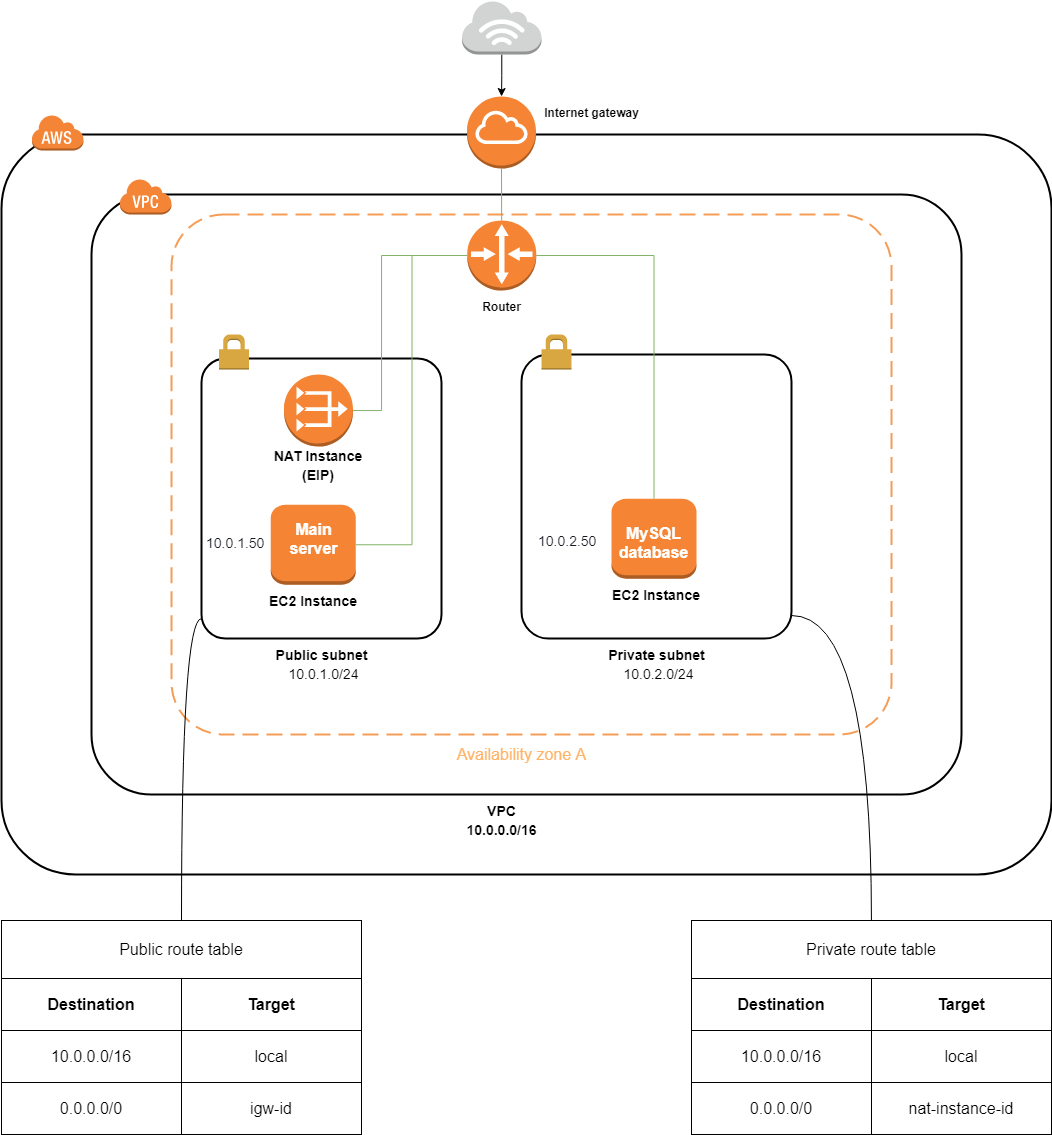 Internet gateway
AWS
VPC
Router
NAT Instance
(EIP)
Main
server
10.0.1.50
EC2 Instance
MySQL
database
10.0.2.50
EC2 Instance
Public subnet
10.0.1.0/24
Private subnet
10.0.2.0/24
Availability zone A
VPC
10.0.0.0/16
Public route table
Destination Target
10.0.0.0/16 local
0.0.0.0/0 igw-id
Private route table
Destination Target
10.0.0.0/16 local
0.0.0.0/0 nat-instance-id